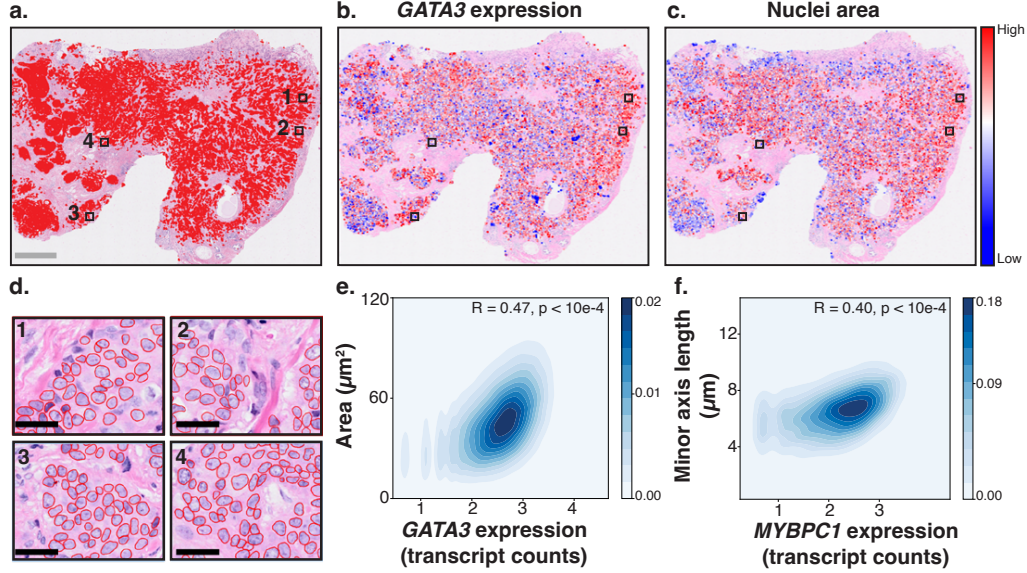 a.
b.
GATA3 expression
c.
Nuclei area
High
Low
1
2
3
4
d.
1
2
3
4
e.
R = 0.47, p < 10e-4
120
60
0
Area (µm²)
1 2 3 4
GATA3 expression
(transcript counts)
0.02
0.01
0.00
f.
R = 0.40, p < 10e-4
12
8
4
Minor axis length
(µm)
1 2 3
MYBPC1 expression
(transcript counts)
0.18
0.09
0.00